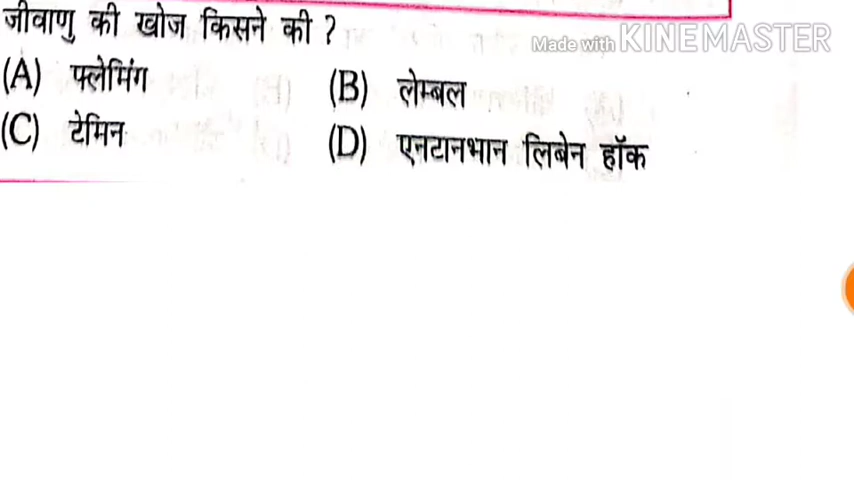 जीवाणु की खोज किसने की ?
Made with KINEMASTER
(A) फ्लेमिंग (B) लेम्बल
(C) टेमिन (D) एनटानभान लिबेन हॉक